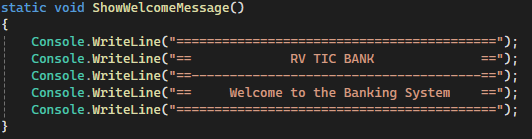 static void ShowWelcomeMessage()
{
    Console.WriteLine("==========================================");
    Console.WriteLine("==             RV TIC BANK              ==");
    Console.WriteLine("==--------------------------------------==");
    Console.WriteLine("==     Welcome to the Banking System    ==");
    Console.WriteLine("==========================================");
}